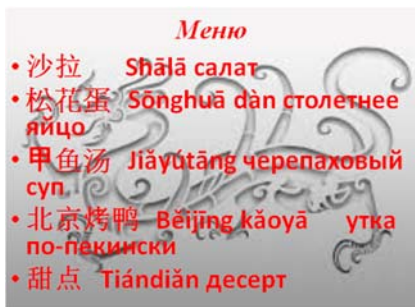 Меню
• 沙拉 Shālā салат
• 松花蛋 Sōnghuā dàn столетнее
яйцо
• 甲鱼汤 Jiǎyútāng черепаховый
суп
• 北京烤鸭 Běijīng kǎoyā утка
по-пекински
• 甜点 Tiándiǎn десерт